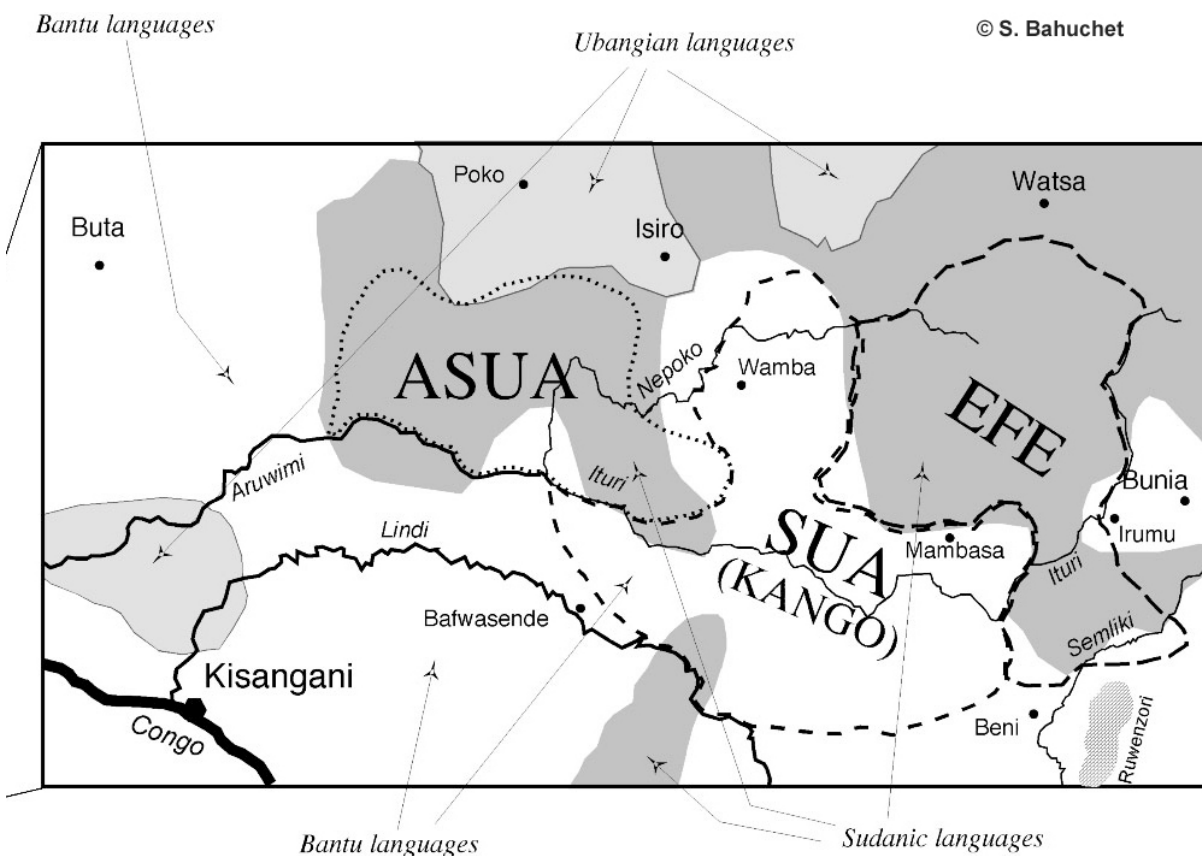 Bantu languages
Ubangian languages
© S. Bahuchet
Poko
Watsa
Buta
Isiro
Nepoko
Wamba
ASUA
EFE
Aruwimi
Ituri
Bunia
Lindi
SUA
(KANGO)
Mambasa
Irumu
Ituri
Bafwasende
Semliki
Kisangani
Congo
Beni
Ruwenzori
Bantu languages
Sudanic languages